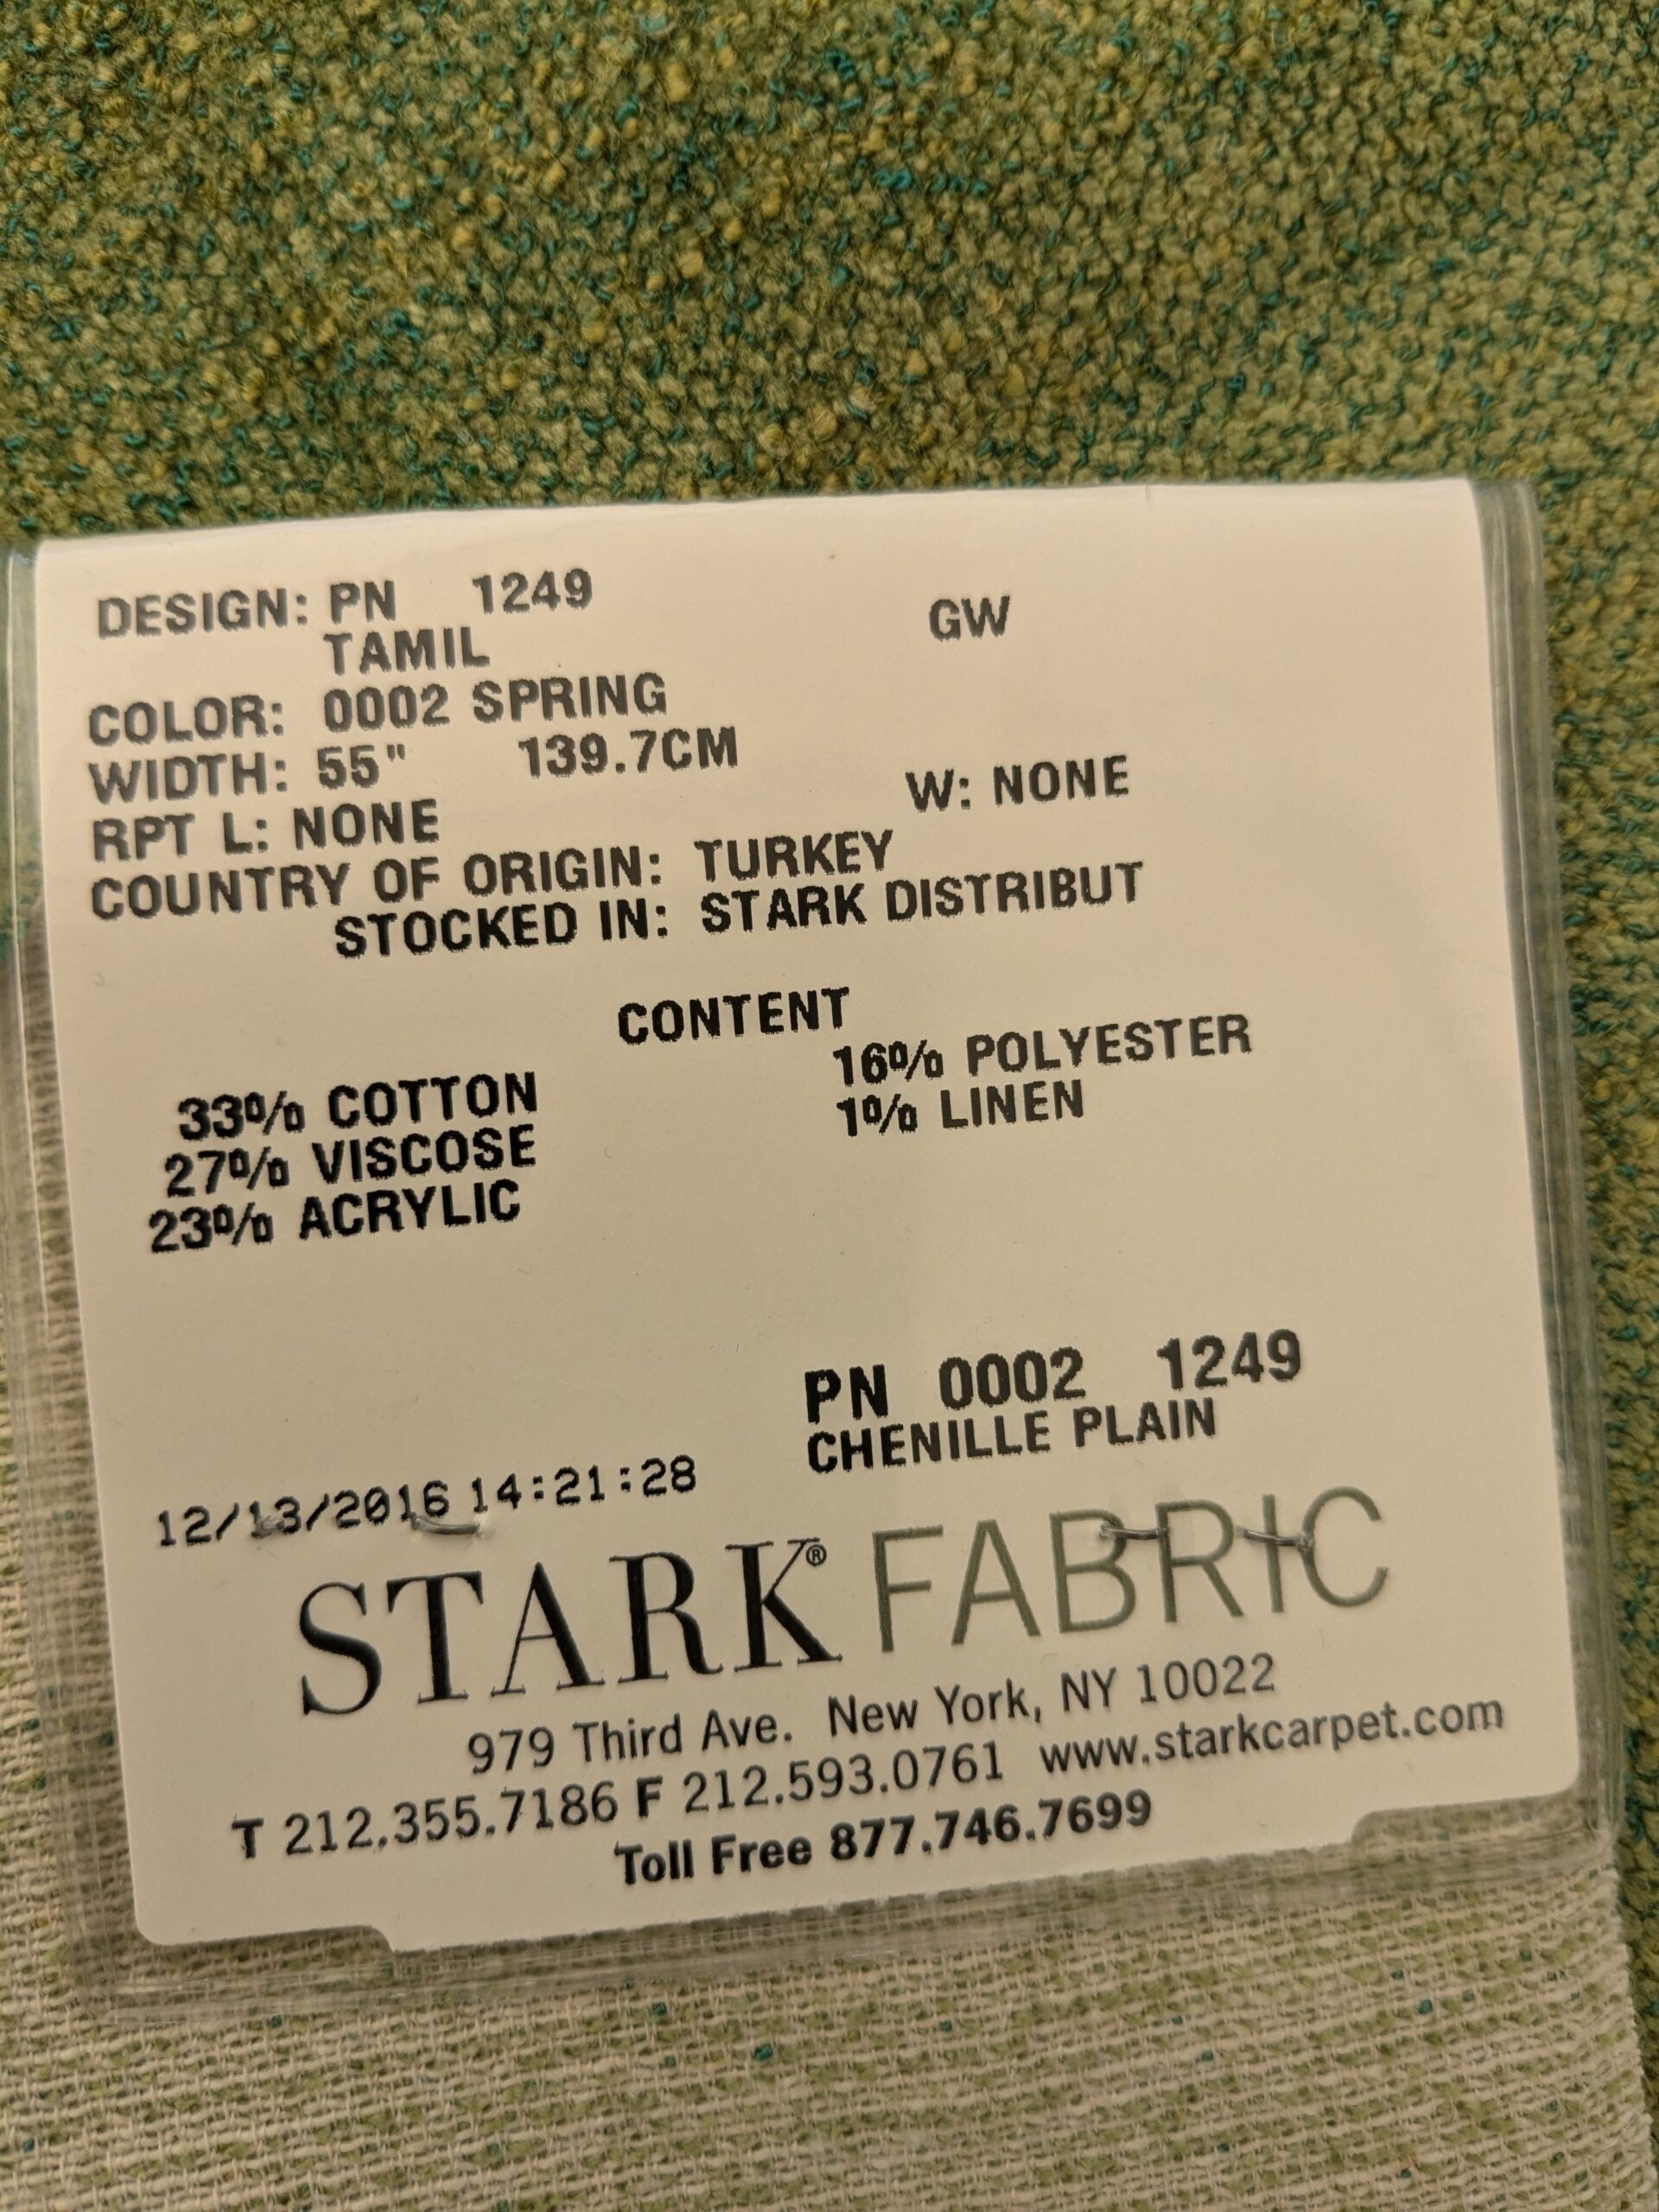 DESIGN: PN 1249 GW
TAMIL
COLOR: 0002 SPRING
WIDTH: 55" 139.7CM
RPT L: NONE W: NONE
COUNTRY OF ORIGIN: TURKEY
STOCKED IN: STARK DISTRIBUT
CONTENT
33% COTTON 16% POLYESTER
27% VISCOSE 1% LINEN
23% ACRYLIC
PN 0002 1249
CHENILLE PLAIN
12/13/2016 14:21:28
STARK® FABRIC
979 Third Ave. New York, NY 10022
T 212.355.7186 F 212.593.0761 www.starkcarpet.com
Toll Free 877.746.7699